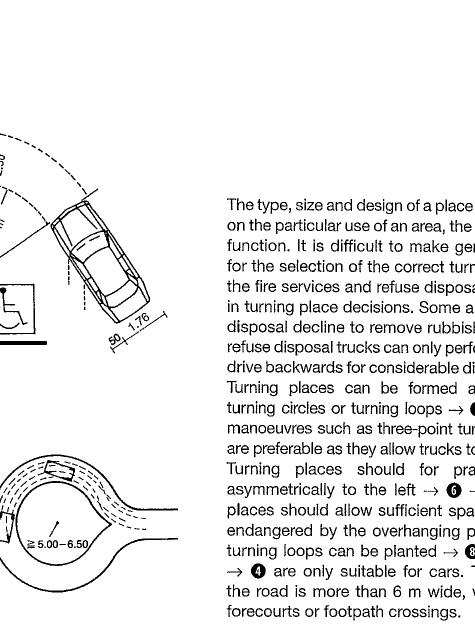 50
1.76
≧5.00–6.50
The type, size and design of a place
on the particular use of an area, the
function. It is difficult to make ge
for the selection of the correct turn
the fire services and refuse dispos
in turning place decisions. Some a
disposal decline to remove rubbis
refuse disposal trucks can only perf
drive backwards for considerable di
Turning places can be formed a
turning circles or turning loops →
manoeuvres such as three-point tur
are preferable as they allow trucks to
Turning places should for pra
asymmetrically to the left → 6 –
places should allow sufficient spa
endangered by the overhanging p
turning loops can be planted → 8
→ 4 are only suitable for cars.
the road is more than 6 m wide,
forecourts or footpath crossings.